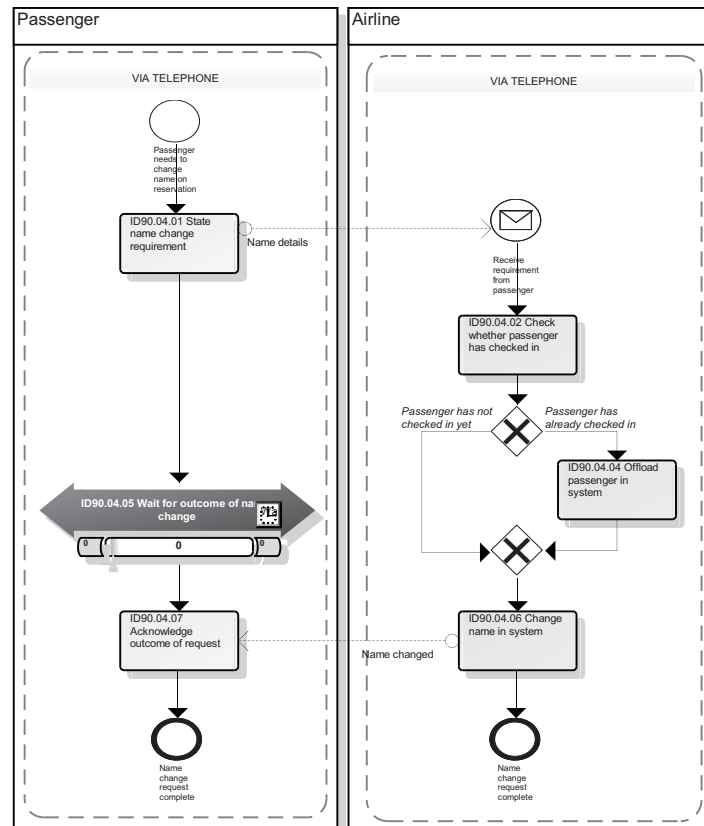 Passenger
Airline
VIA TELEPHONE
VIA TELEPHONE
Passenger
needs to
change
name on
reservation
ID90.04.01 State
name change
requirement
Name details
Receive
requirement
from
passenger
ID90.04.02 Check
whether passenger
has checked in
Passenger has not
checked in yet
Passenger has
already checked in
ID90.04.04 Offload
passenger in
system
ID90.04.05 Wait for outcome of
change
0
0
0
ID90.04.07
Acknowledge
outcome of request
ID90.04.06 Change
name in system
Name changed
Name
change
request
complete
Name
change
request
complete